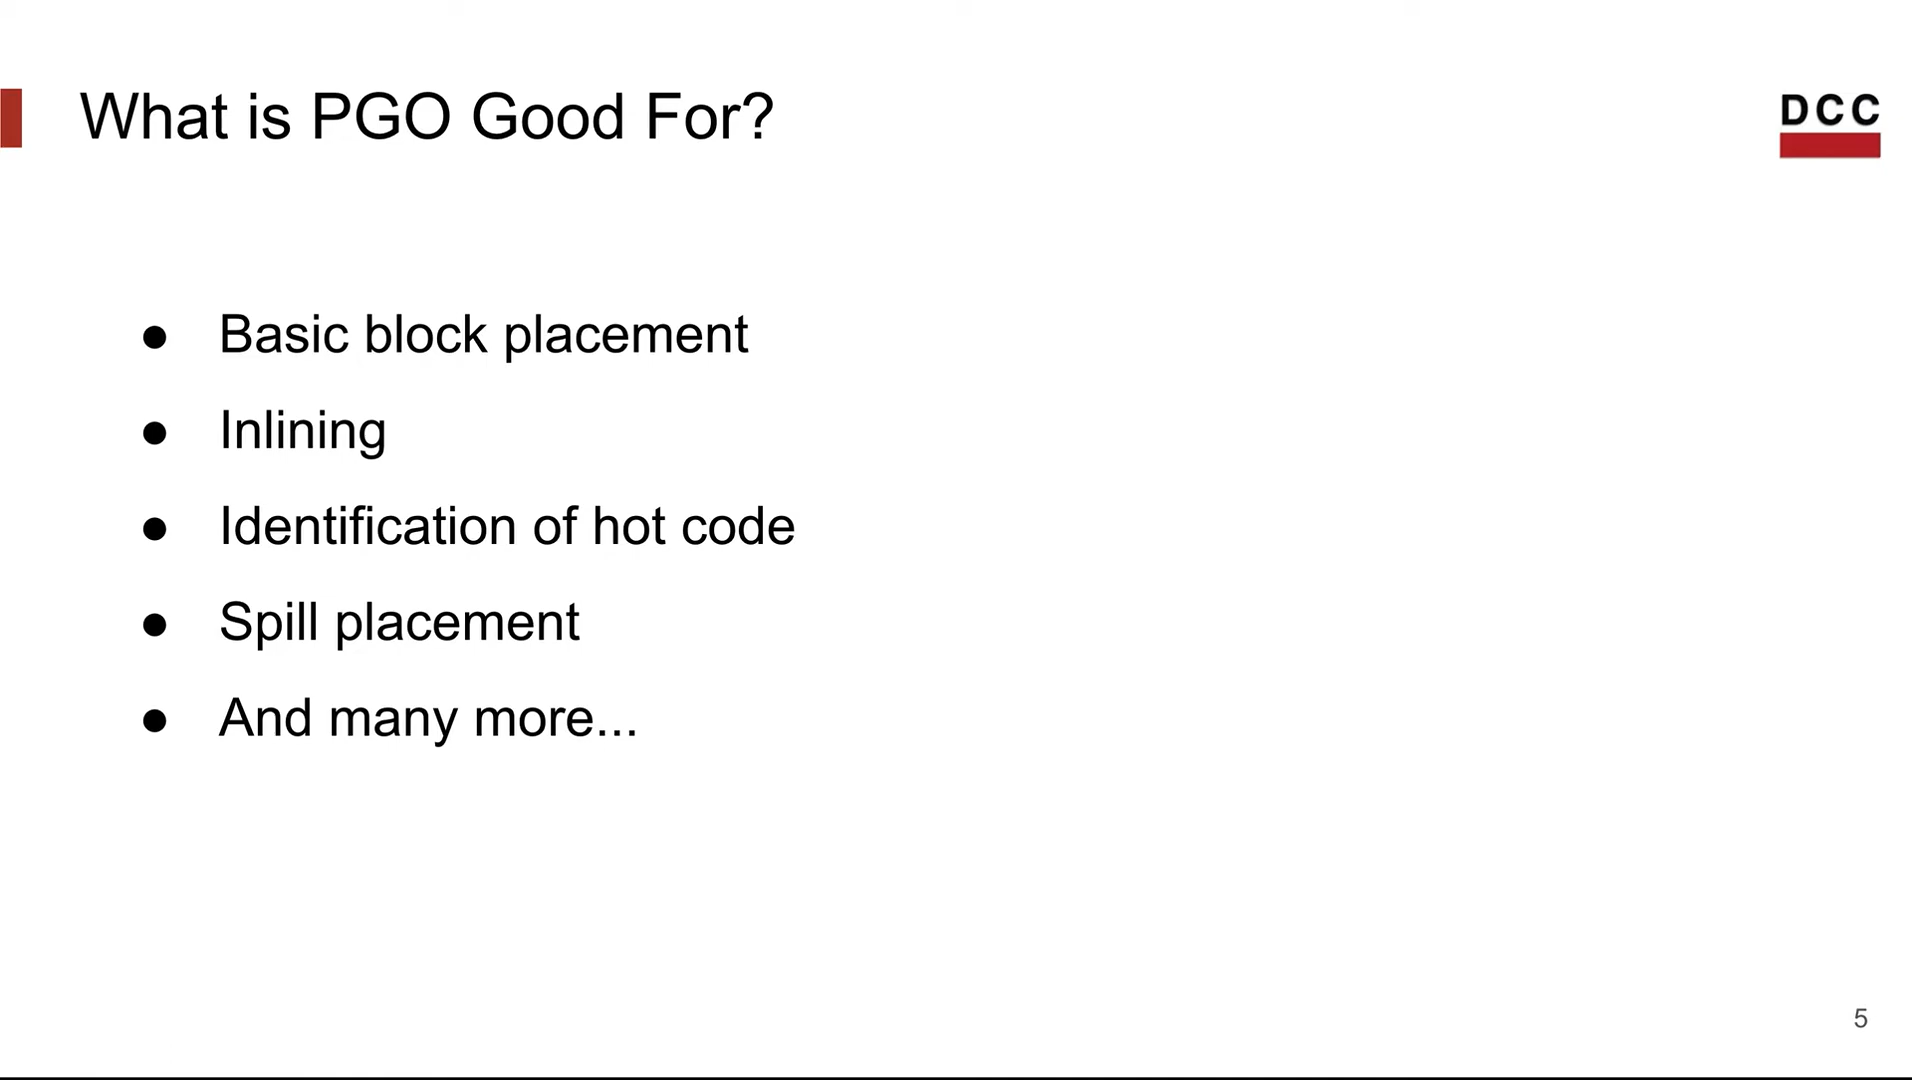 What is PGO Good For?
DCC
● Basic block placement
● Inlining
● Identification of hot code
● Spill placement
● And many more...
5